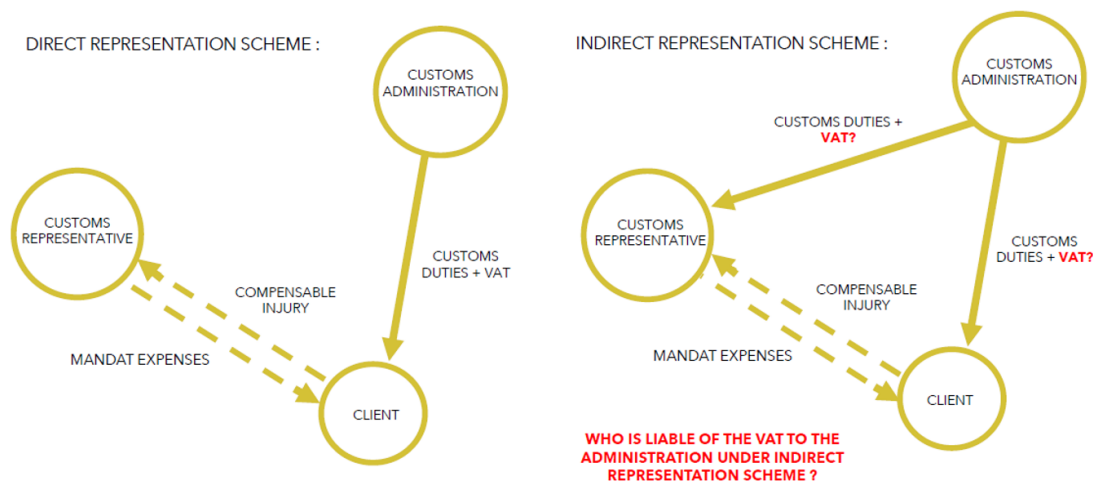 DIRECT REPRESENTATION SCHEME :
CUSTOMS
ADMINISTRATION
CUSTOMS
REPRESENTATIVE
CUSTOMS
DUTIES + VAT
COMPENSABLE
INJURY
MANDAT EXPENSES
CLIENT
INDIRECT REPRESENTATION SCHEME :
CUSTOMS
ADMINISTRATION
CUSTOMS DUTIES +
VAT?
CUSTOMS
REPRESENTATIVE
CUSTOMS
DUTIES + VAT?
COMPENSABLE
INJURY
MANDAT EXPENSES
CLIENT
WHO IS LIABLE OF THE VAT TO THE
ADMINISTRATION UNDER INDIRECT
REPRESENTATION SCHEME ?